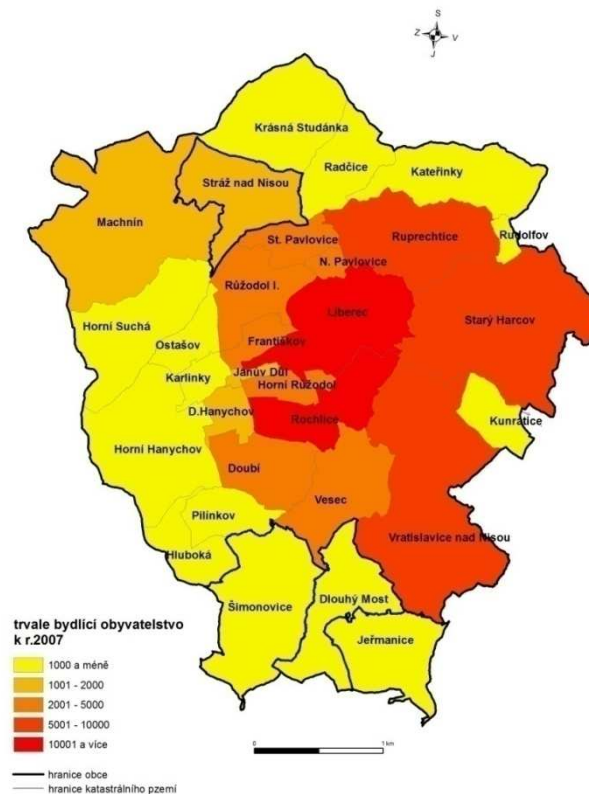 S
Z V
J
Krásná Studánka
Radčice
Kateřinky
Stráž nad Nisou
Machnín
St. Pavlovice
Ruprechtice
Rudolfov
N. Pavlovice
Růžodol I.
Liberec
Starý Harcov
Horní Suchá
Ostašov
Františkov
Janův Důl
Karlinky
Horní Růžodol
D.Hanychov
Rochlice
Kunratice
Horní Hanychov
Doubí
Vesec
Pilínkov
Vratislavice nad Nisou
Hluboká
Dlouhý Most
Šimonovice
Jeřmanice
trvale bydlící obyvatelstvo
k r.2007
1000 a méně
1001 - 2000
2001 - 5000
5001 - 10000
10001 a více
0 1 km
hranice obce
hranice katastrálního pzemí